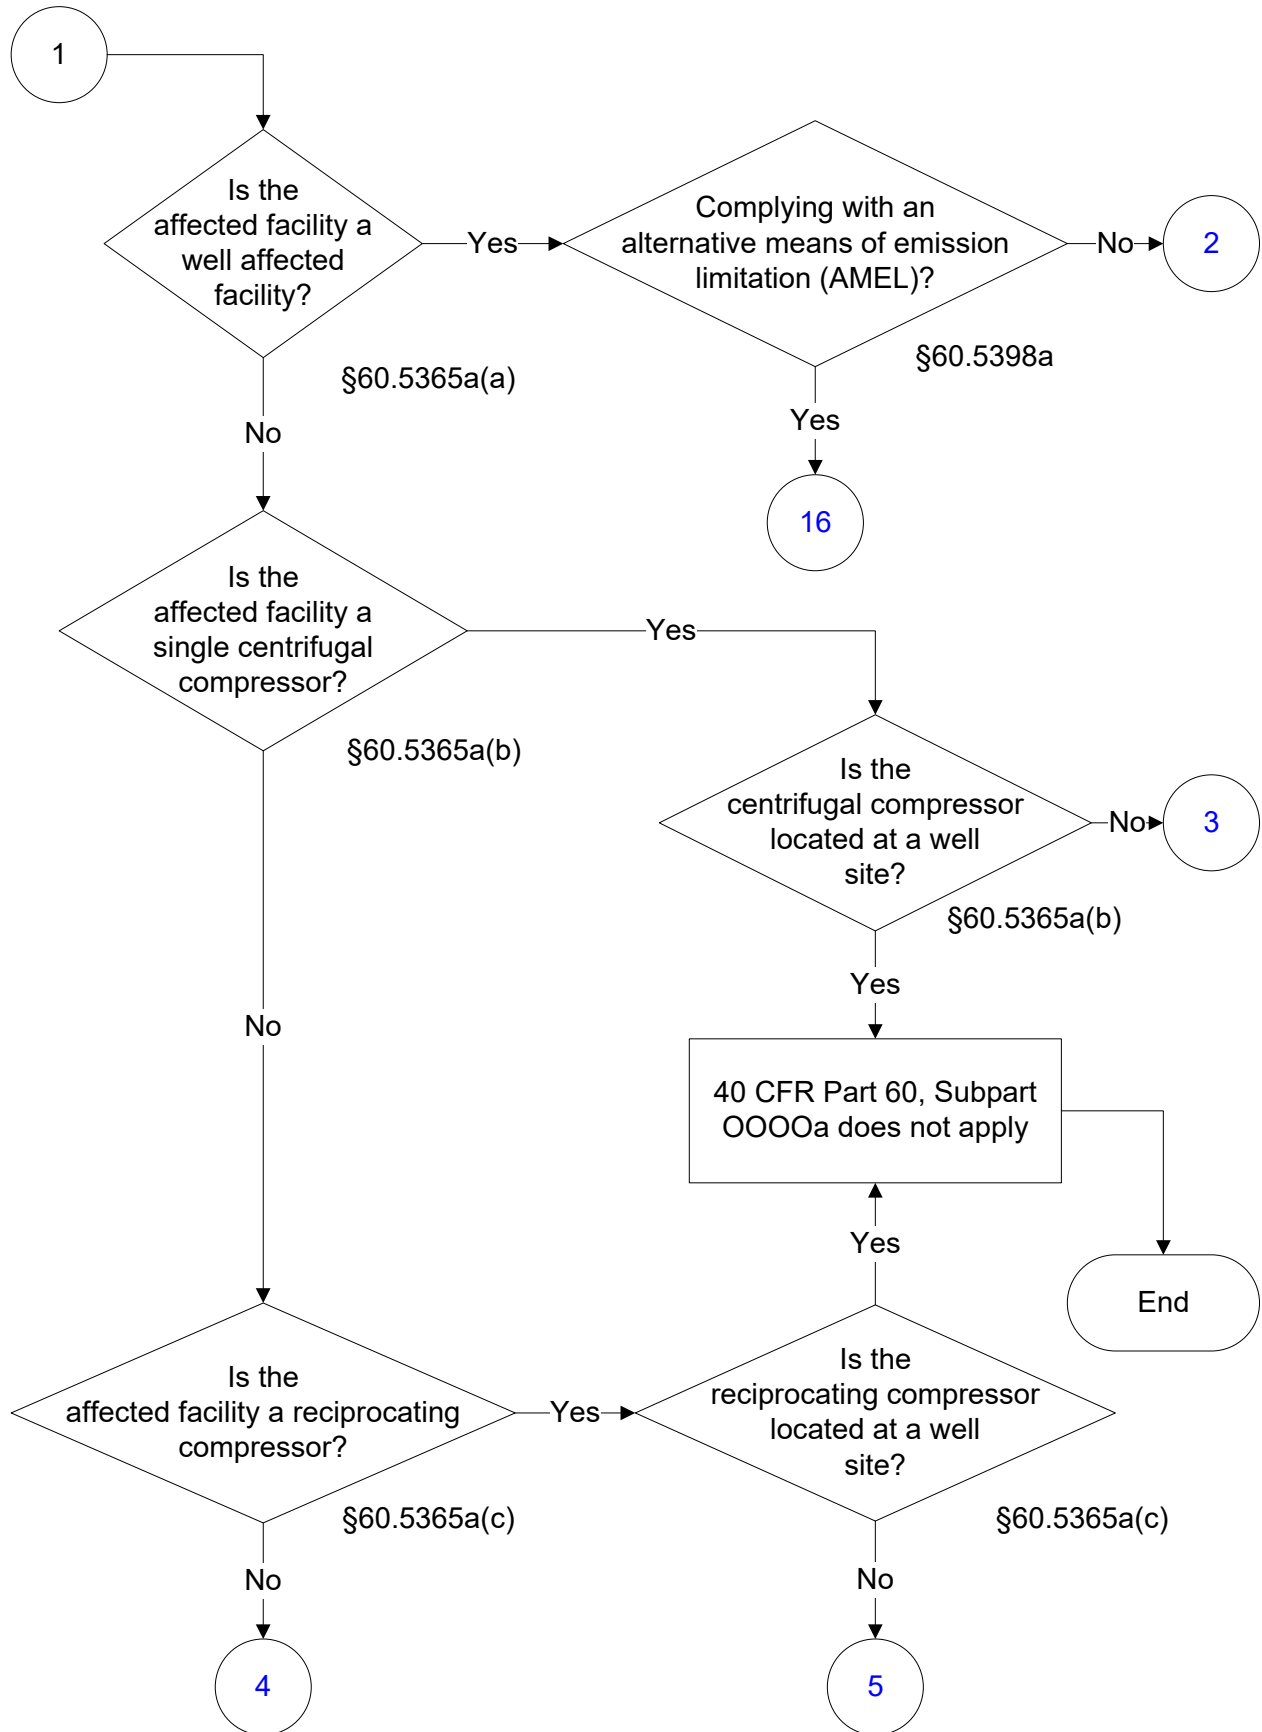 1
Is the
affected facility a
well affected
facility?
Yes
Complying with an
alternative means of emission
limitation (AMEL)?
No
2
§60.5365a(a)
§60.5398a
No
Yes
16
Is the
affected facility a
single centrifugal
compressor?
Yes
§60.5365a(b)
Is the
centrifugal compressor
located at a well
site?
No
3
§60.5365a(b)
Yes
No
40 CFR Part 60, Subpart
OOOOa does not apply
Yes
End
Is the
affected facility a reciprocating
compressor?
Yes
Is the
reciprocating compressor
located at a well
site?
§60.5365a(c)
§60.5365a(c)
No
No
4
5